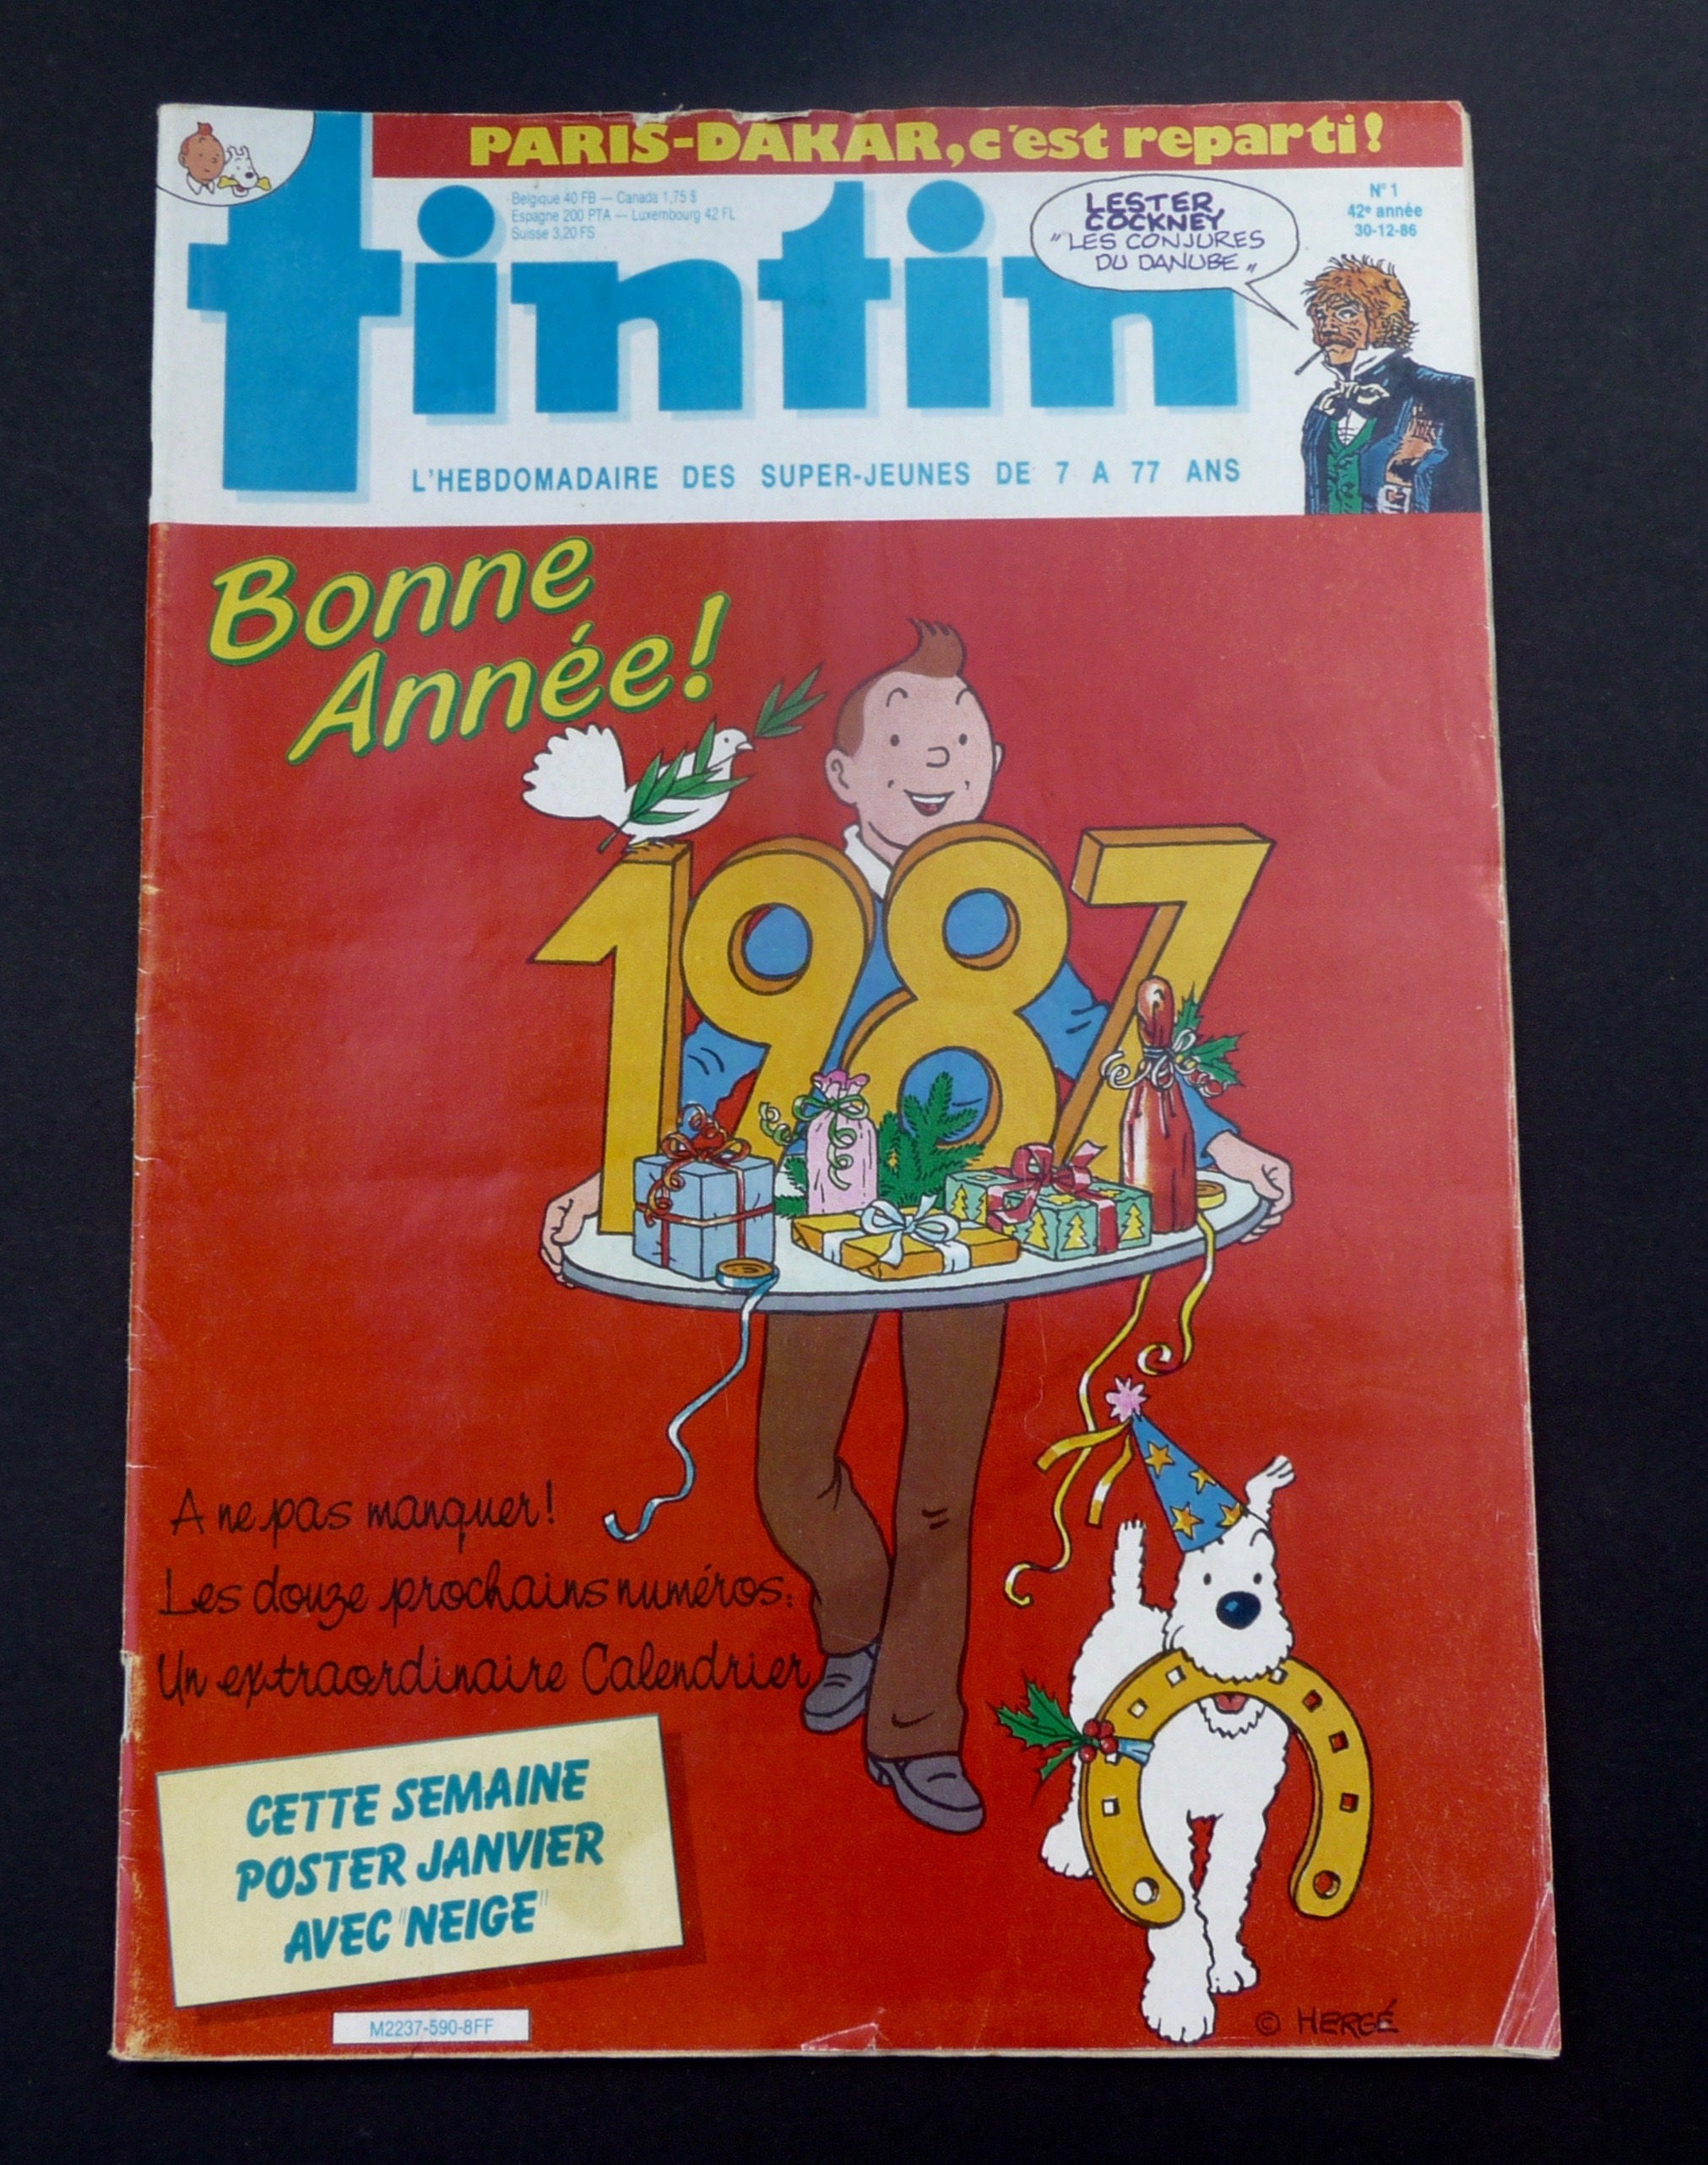 PARIS-DAKAR, c'est reparti!
tintin
Belgique 40 FB — Canada 1,75 $
Espagne 200 PTA — Luxembourg 42 FL
Suisse 3,20 FS
LESTER
COCKNEY
"LES CONJURES
DU DANUBE"
N° 1
42e année
30-12-86
L'HEBDOMADAIRE DES SUPER-JEUNES DE 7 A 77 ANS
Bonne
Année!
1987
A ne pas manquer!
Les douze prochains numéros:
Un extraordinaire Calendrier
CETTE SEMAINE
POSTER JANVIER
AVEC "NEIGE"
M2237-590-8FF
© HERGÉ